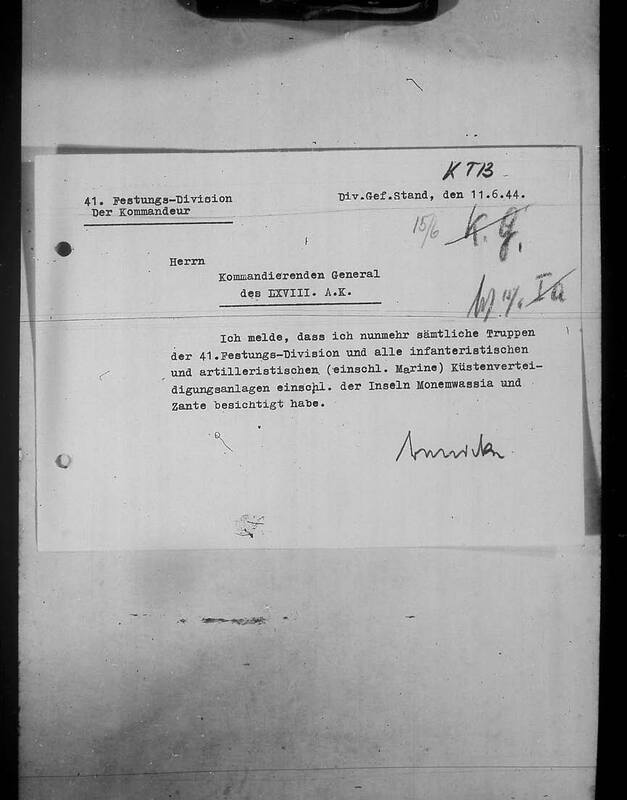 KTB
41. Festungs-Division
Der Kommandeur
Div.Gef.Stand, den 11.6.44.
15/6 K.G.
Herrn
Kommandierenden General
des LXVIII. A.K.
Ia
Ich melde, dass ich nunmehr sämtliche Truppen
der 41.Festungs-Division und alle infanteristischen
und artilleristischen (einschl. Marine) Küstenvertei-
digungsanlagen einschl. der Inseln Monemwassia und
Zante besichtigt habe.